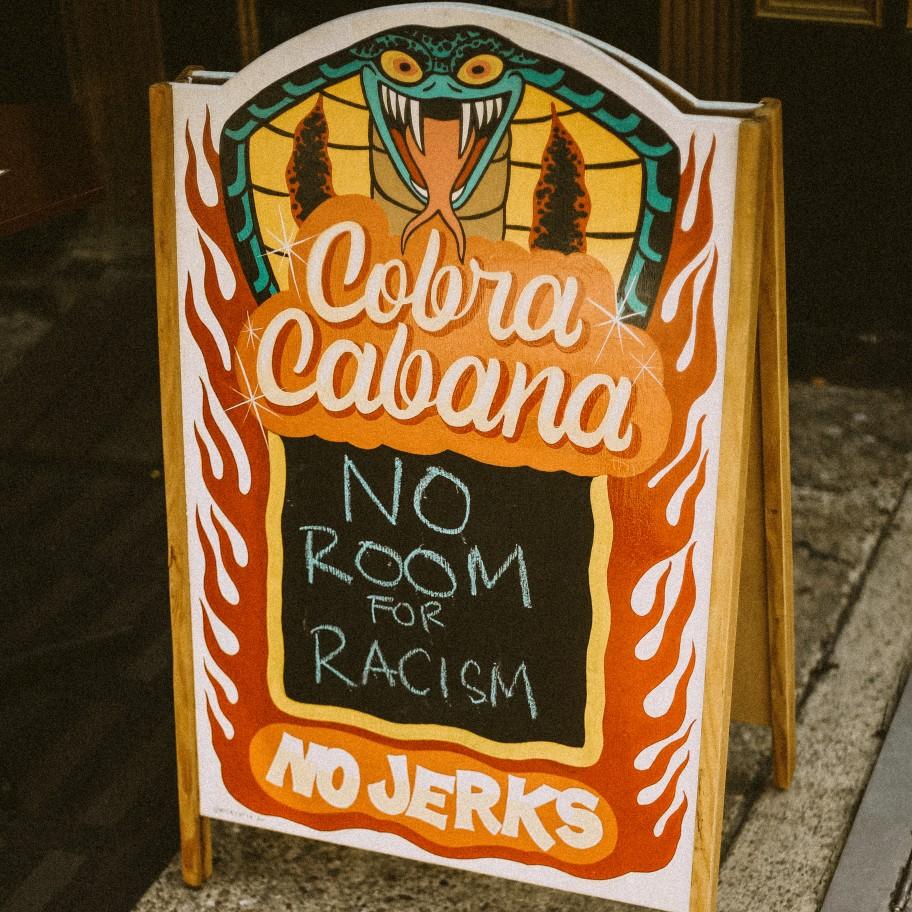 Cobra
Cabana
NO
ROOM
FOR
RACISM
NO JERKS